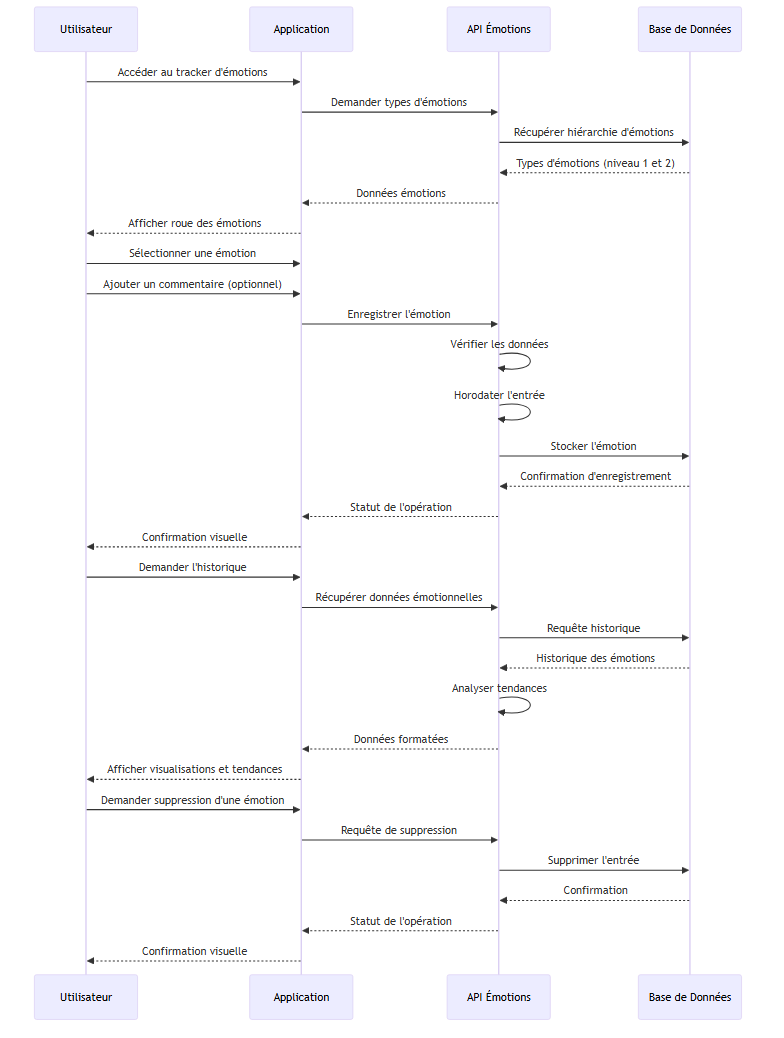 Utilisateur
Application
API Émotions
Base de Données
Accéder au tracker d'émotions
Demander types d'émotions
Récupérer hiérarchie d'émotions
Types d'émotions (niveau 1 et 2)
Données émotions
Afficher roue des émotions
Sélectionner une émotion
Ajouter un commentaire (optionnel)
Enregistrer l'émotion
Vérifier les données
Horodater l'entrée
Stocker l'émotion
Confirmation d'enregistrement
Statut de l'opération
Confirmation visuelle
Demander l'historique
Récupérer données émotionnelles
Requête historique
Historique des émotions
Analyser tendances
Données formatées
Afficher visualisations et tendances
Demander suppression d'une émotion
Requête de suppression
Supprimer l'entrée
Confirmation
Statut de l'opération
Confirmation visuelle
Utilisateur
Application
API Émotions
Base de Données